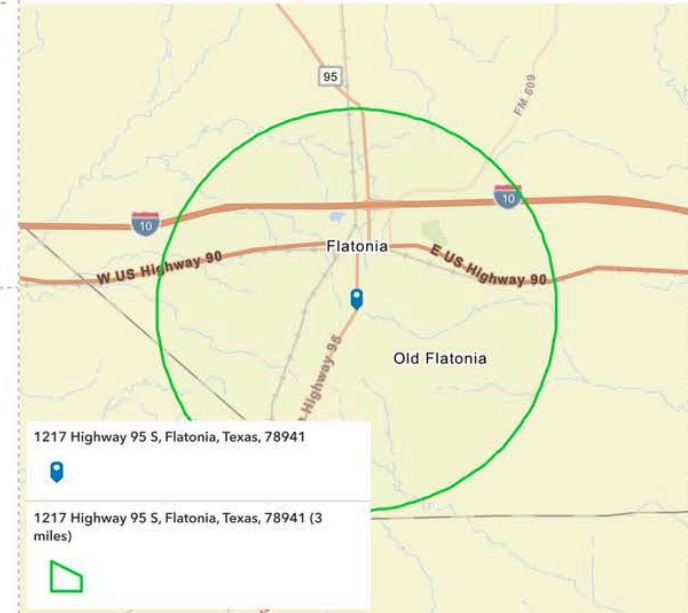 95
FM 609
10
10
Flatonia
W US Highway 90
E US Highway 90
Highway 95
Old Flatonia
1217 Highway 95 S, Flatonia, Texas, 78941
1217 Highway 95 S, Flatonia, Texas, 78941 (3
miles)